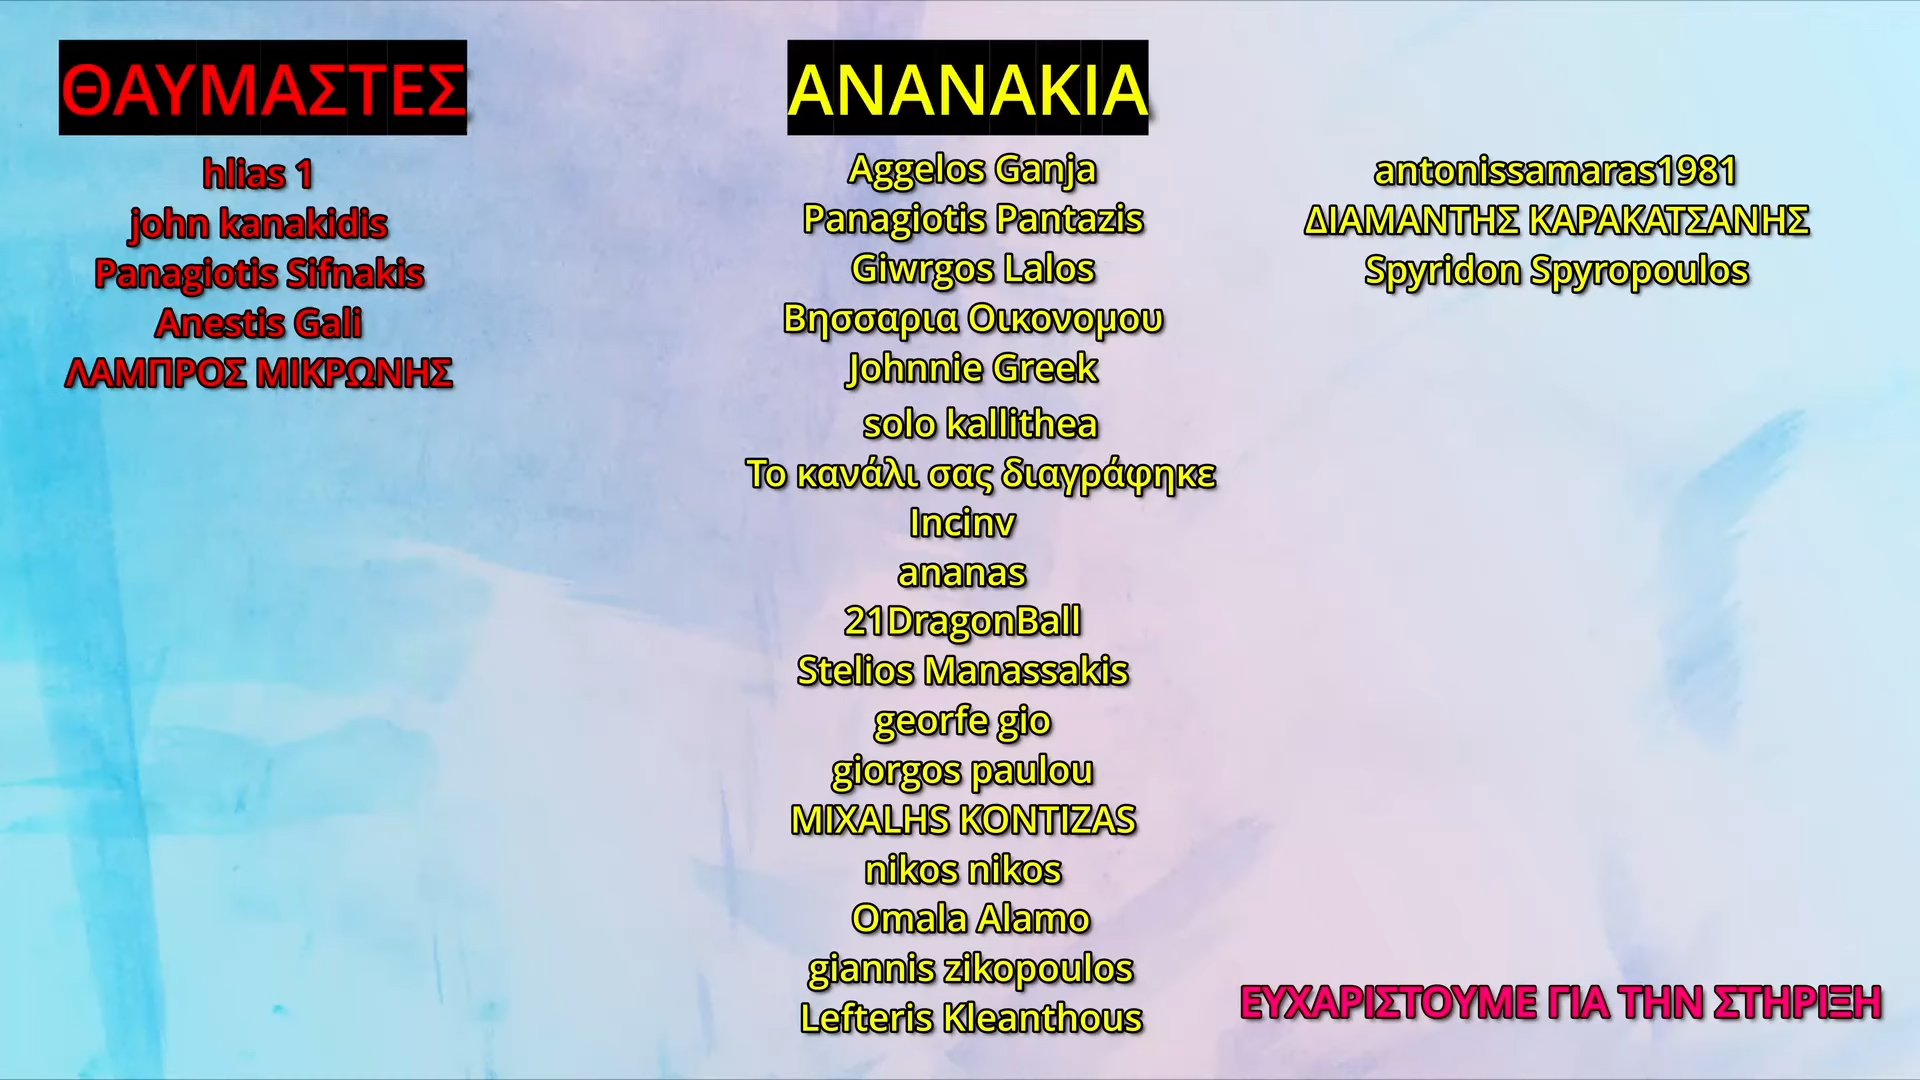 ΘΑΥΜΑΣΤΕΣ
hlias 1
john kanakidis
Panagiotis Sifnakis
Anestis Gali
ΛΑΜΠΡΟΣ ΜΙΚΡΩΝΗΣ
ΑΝΑΝΑΚΙΑ
Aggelos Ganja
Panagiotis Pantazis
Giwrgos Lalos
Βησσαρια Οικονομου
Johnnie Greek
solo kallithea
Το κανάλι σας διαγράφηκε
Incinv
ananas
21DragonBall
Stelios Manassakis
georfe gio
giorgos paulou
MIXALHS KONTIZAS
nikos nikos
Omala Alamo
giannis zikopoulos
Lefteris Kleanthous
antonissamaras1981
ΔΙΑΜΑΝΤΗΣ ΚΑΡΑΚΑΤΣΑΝΗΣ
Spyridon Spyropoulos
ΕΥΧΑΡΙΣΤΟΥΜΕ ΓΙΑ ΤΗΝ ΣΤΗΡΙΞΗ